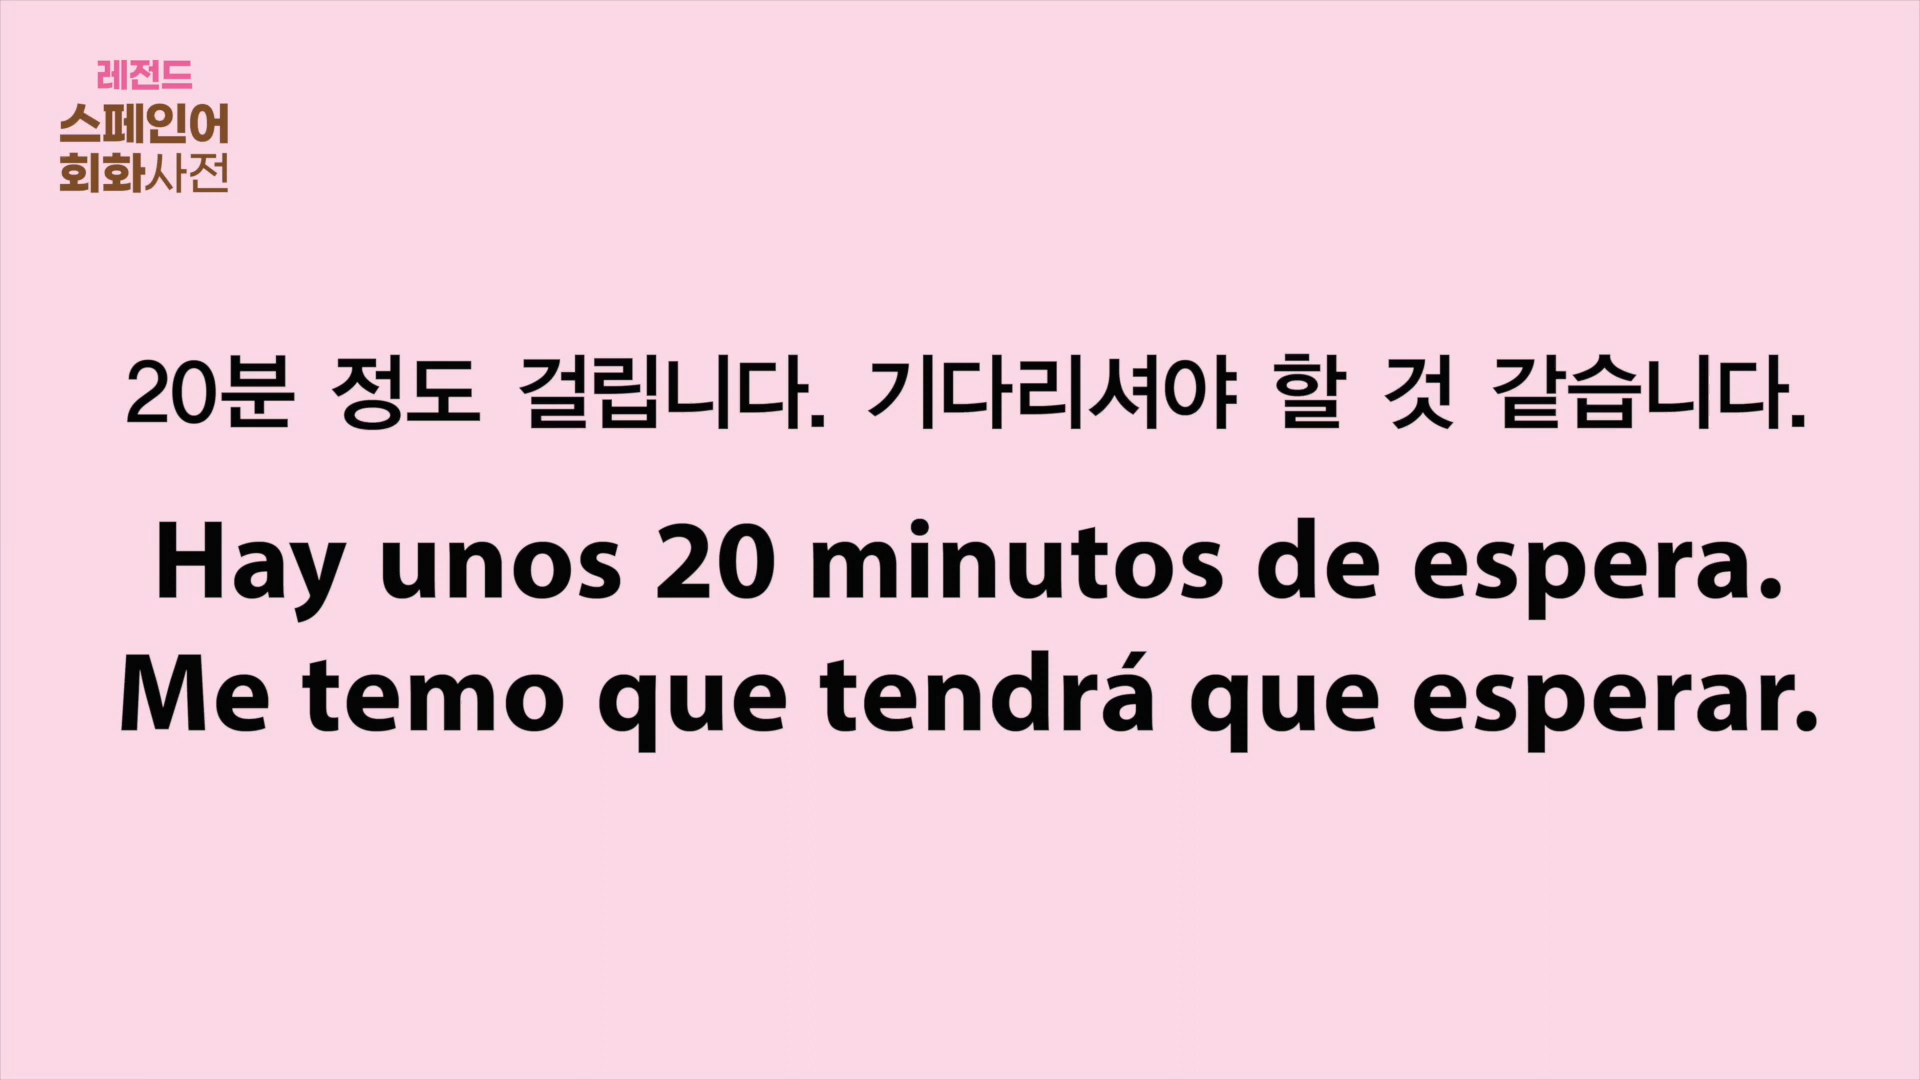 레전드
스페인어
회화사전
20분 정도 걸립니다. 기다리셔야 할 것 같습니다.
Hay unos 20 minutos de espera.
Me temo que tendrá que esperar.